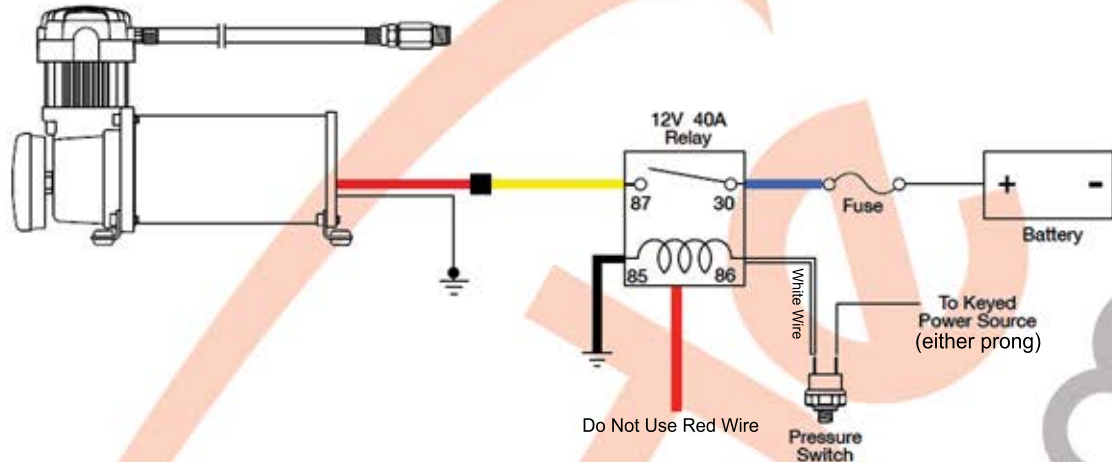 12V 40A
Relay
87
30
Fuse
+
-
Battery
85
86
White Wire
To Keyed
Power Source
(either prong)
Do Not Use Red Wire
Pressure
Switch